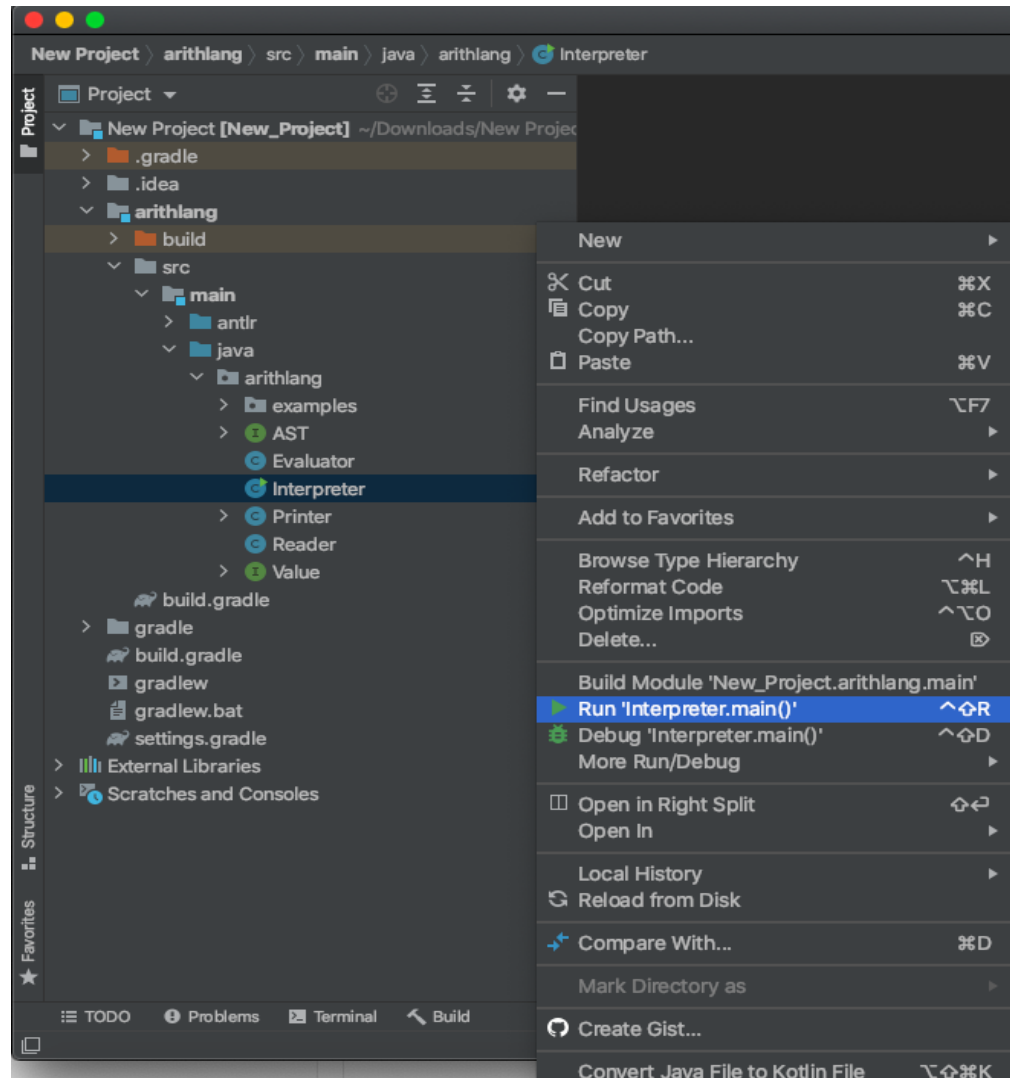 New Project arithlang src main java arithlang Interpreter
Project
Project
New Project [New_Project] ~/Downloads/New Projec
.gradle
.idea
arithlang
build
src
main
antlr
java
arithlang
examples
AST
Evaluator
Interpreter
Printer
Reader
Value
build.gradle
gradle
build.gradle
gradlew
gradlew.bat
settings.gradle
External Libraries
Scratches and Consoles
Structure
Favorites
TODO Problems Terminal Build
New
Cut ⌘X
Copy ⌘C
Copy Path...
Paste ⌘V
Find Usages ⌥F7
Analyze
Refactor
Add to Favorites
Browse Type Hierarchy ^H
Reformat Code ⌥⌘L
Optimize Imports ^⌥O
Delete... ⌦
Build Module 'New_Project.arithlang.main'
Run 'Interpreter.main()' ^⇧R
Debug 'Interpreter.main()' ^⇧D
More Run/Debug
Open in Right Split ⇧⏎
Open In
Local History
Reload from Disk
Compare With... ⌘D
Mark Directory as
Create Gist...
Convert Java File to Kotlin File ⌥⇧⌘K